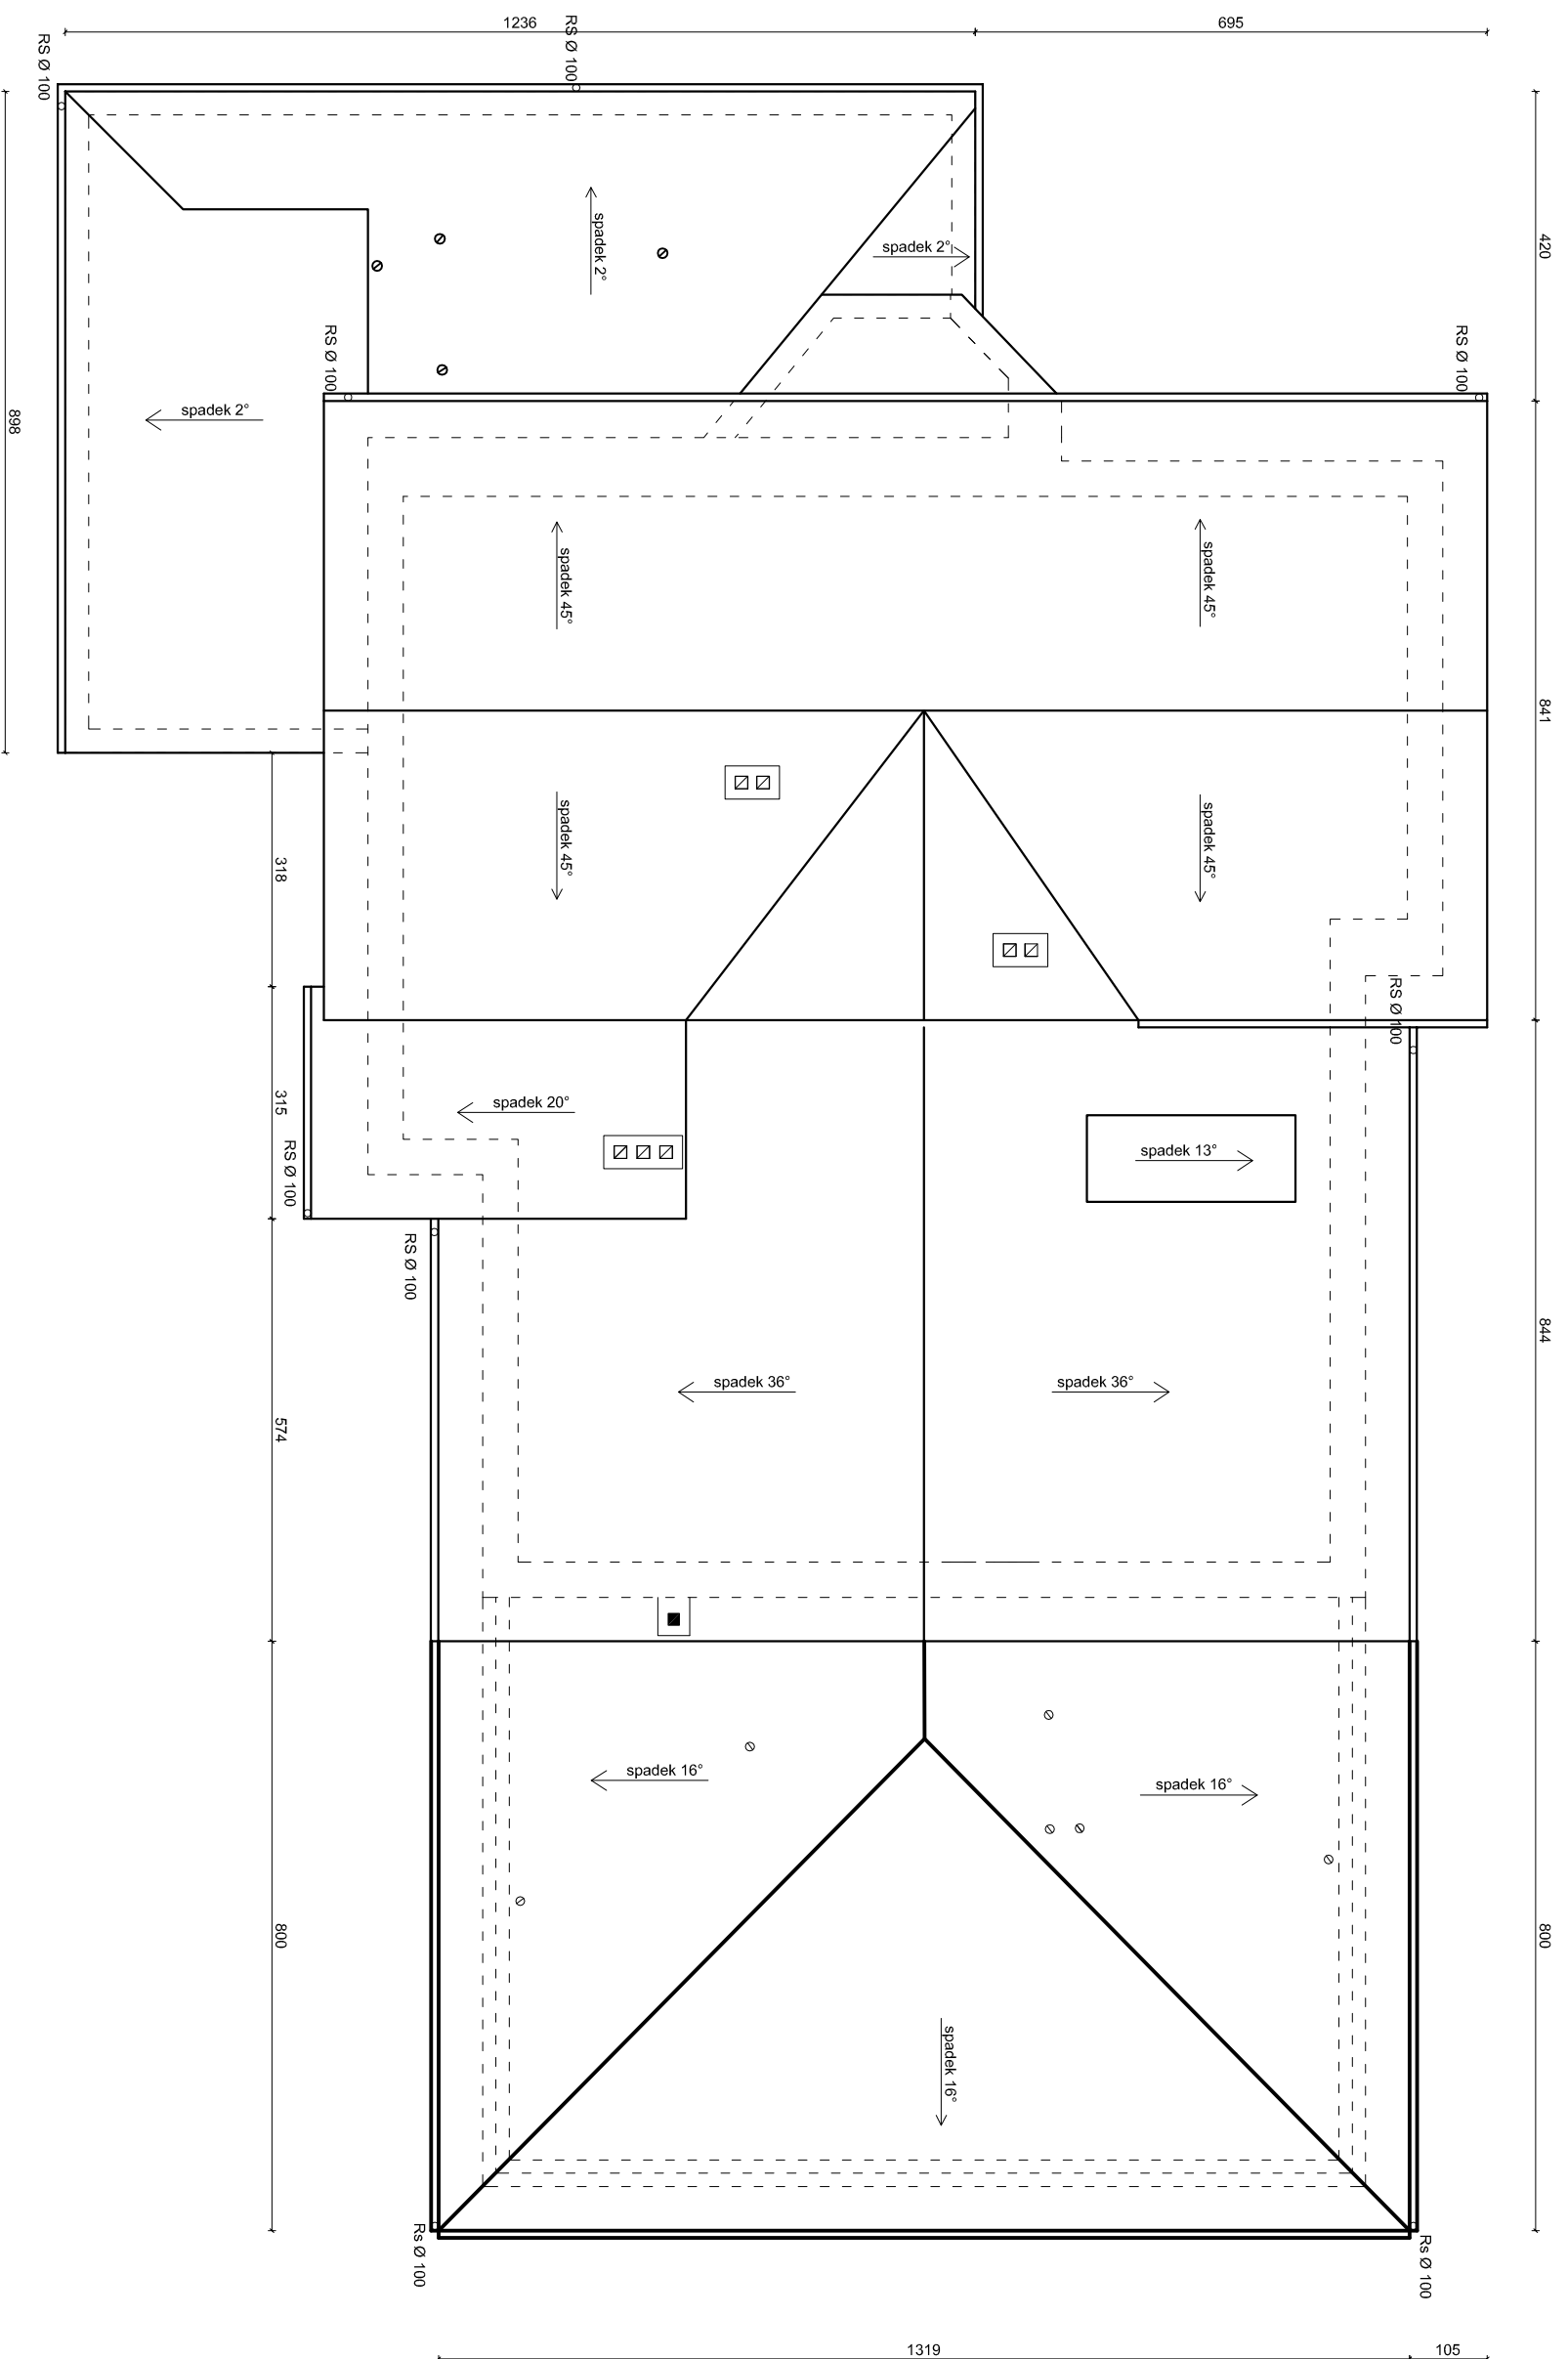 1236
695
RS Ø 100
RS Ø 100
420
spadek 2°
spadek 2°
RS Ø 100
RS Ø 100
898
spadek 2°
spadek 45°
spadek 45°
841
spadek 45°
spadek 45°
318
RS Ø 100
spadek 20°
315
RS Ø 100
spadek 13°
RS Ø 100
844
spadek 36°
spadek 36°
574
spadek 16°
spadek 16°
800
800
spadek 16°
Rs Ø 100
Rs Ø 100
1319
105